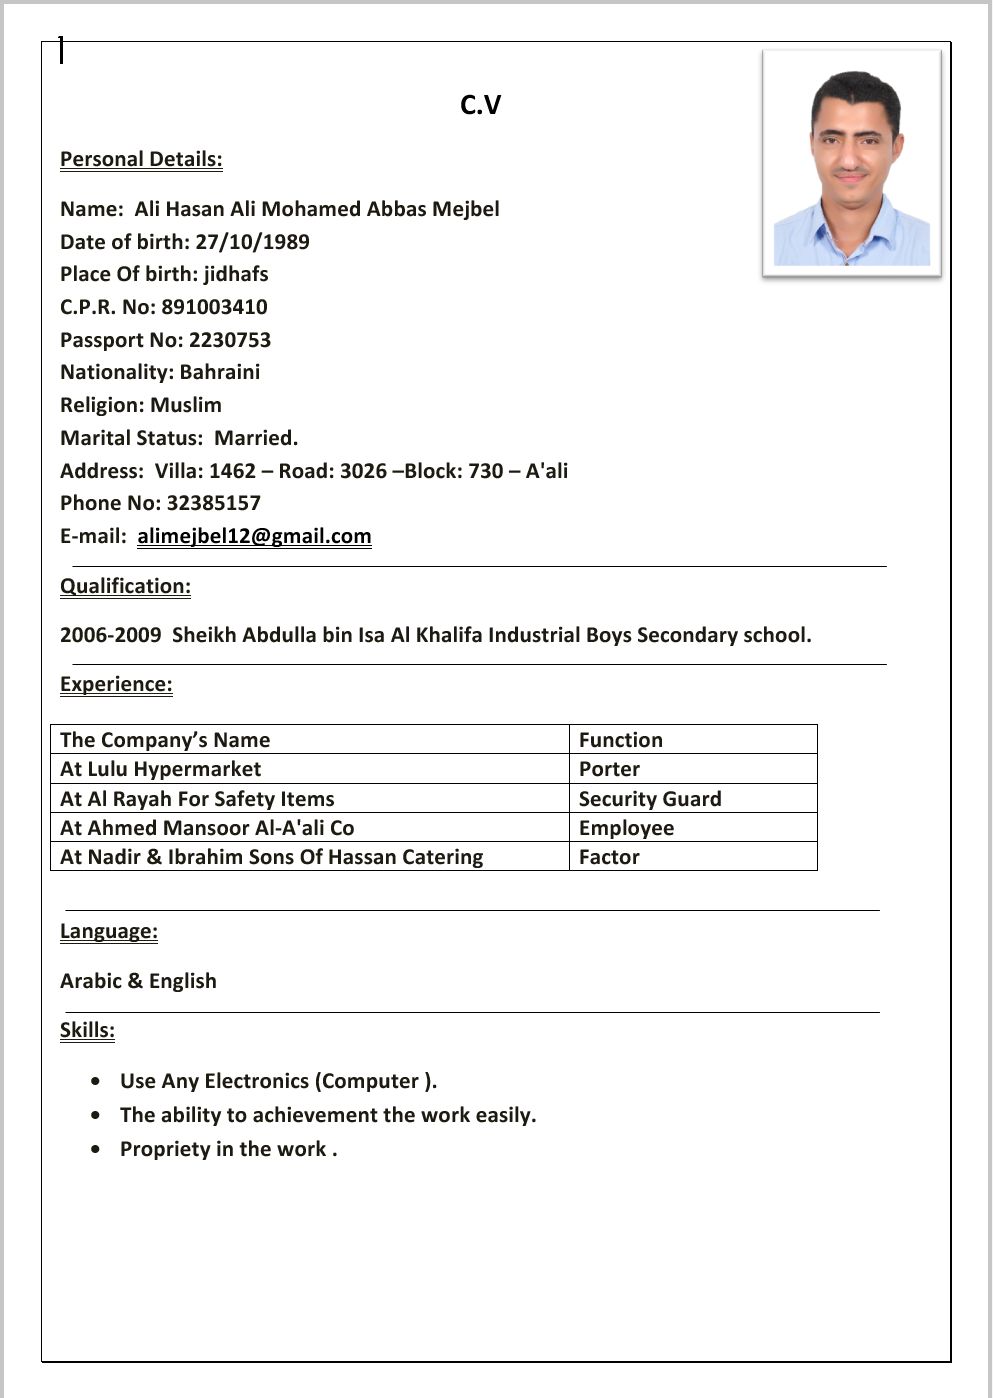 C.V
Personal Details:
Name:  Ali Hasan Ali Mohamed Abbas Mejbel
Date of birth: 27/10/1989
Place Of birth: jidhafs
C.P.R. No: 891003410
Passport No: 2230753
Nationality: Bahraini
Religion: Muslim
Marital Status:  Married.
Address:  Villa: 1462 – Road: 3026 –Block: 730 – A'ali
Phone No: 32385157
E-mail:  alimejbel12@gmail.com
Qualification:
2006-2009  Sheikh Abdulla bin Isa Al Khalifa Industrial Boys Secondary school.
Experience:
The Company’s Name Function
At Lulu Hypermarket Porter
At Al Rayah For Safety Items Security Guard
At Ahmed Mansoor Al-A'ali Co Employee
At Nadir & Ibrahim Sons Of Hassan Catering Factor
Language:
Arabic & English
Skills:
• Use Any Electronics (Computer ).
• The ability to achievement the work easily.
• Propriety in the work .